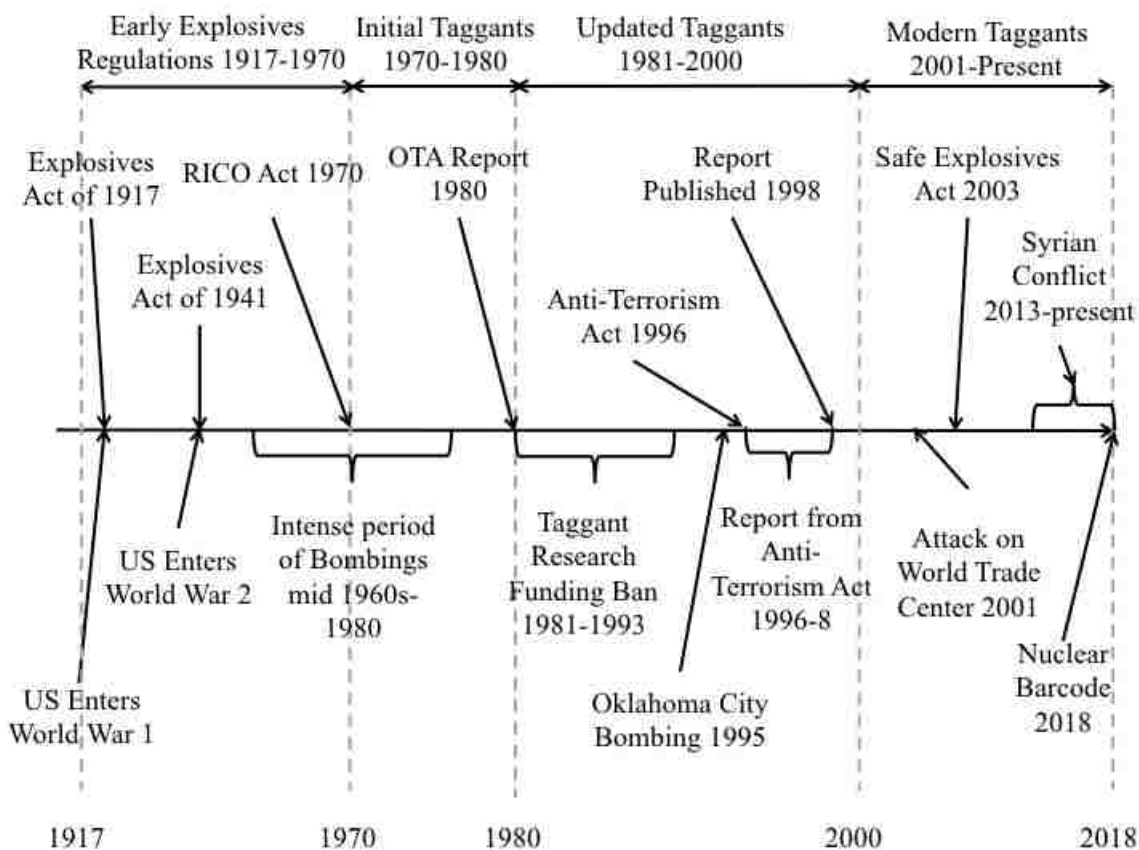 Early Explosives
Regulations 1917-1970
Initial Taggants
1970-1980
Updated Taggants
1981-2000
Modern Taggants
2001-Present
Explosives
Act of 1917
RICO Act 1970
OTA Report
1980
Report
Published 1998
Safe Explosives
Act 2003
Explosives
Act of 1941
Anti-Terrorism
Act 1996
Syrian
Conflict
2013-present
US Enters
World War 1
US Enters
World War 2
Intense period
of Bombings
mid 1960s-
1980
Taggant
Research
Funding Ban
1981-1993
Oklahoma City
Bombing 1995
Report from
Anti-
Terrorism Act
1996-8
Attack on
World Trade
Center 2001
Nuclear
Barcode
2018
1917
1970
1980
2000
2018